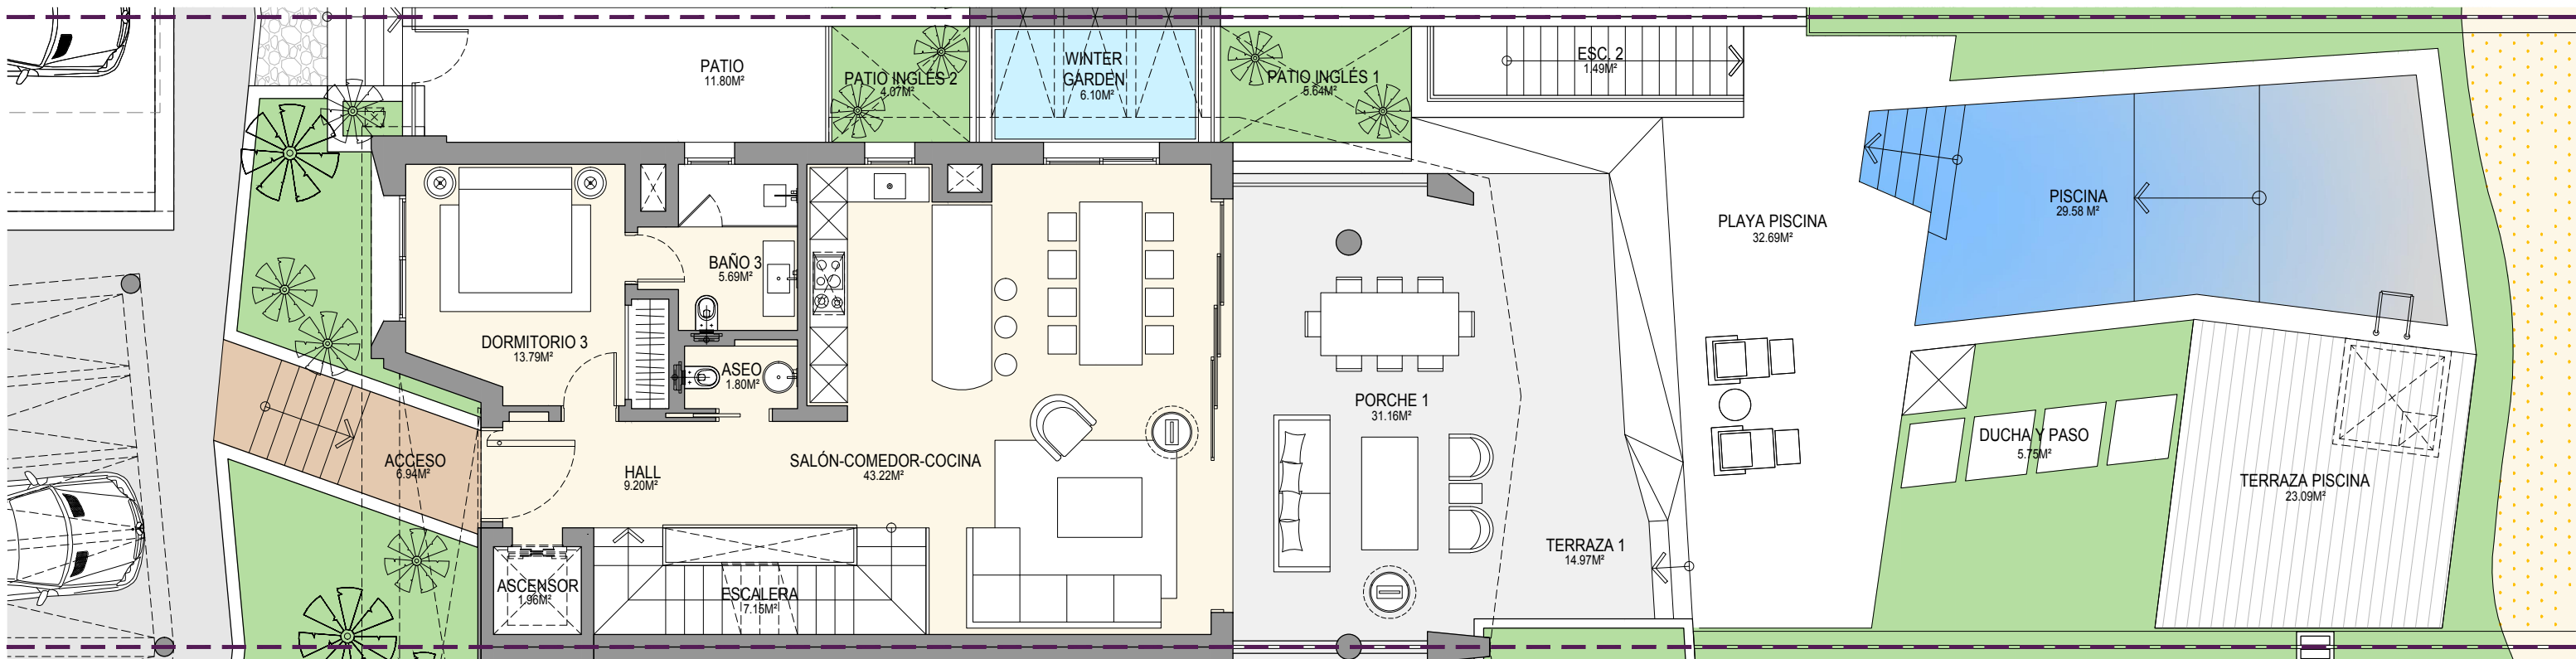 PATIO
11.80M²
PATIO INGLÉS 2
4.07M²
WINTER
GARDEN
6.10M²
PATIO INGLÉS 1
5.64M²
ESC. 2
1.49M²
PISCINA
29.58 M²
PLAYA PISCINA
32.69M²
BAÑO 3
5.69M²
DORMITORIO 3
13.79M²
ASEO
1.80M²
PORCHE 1
31.16M²
DUCHA Y PASO
5.75M²
ACCESO
6.94M²
HALL
9.20M²
SALÓN-COMEDOR-COCINA
43.22M²
TERRAZA PISCINA
23.09M²
TERRAZA 1
14.97M²
ASCENSOR
1.96M²
ESCALERA
7.15M²